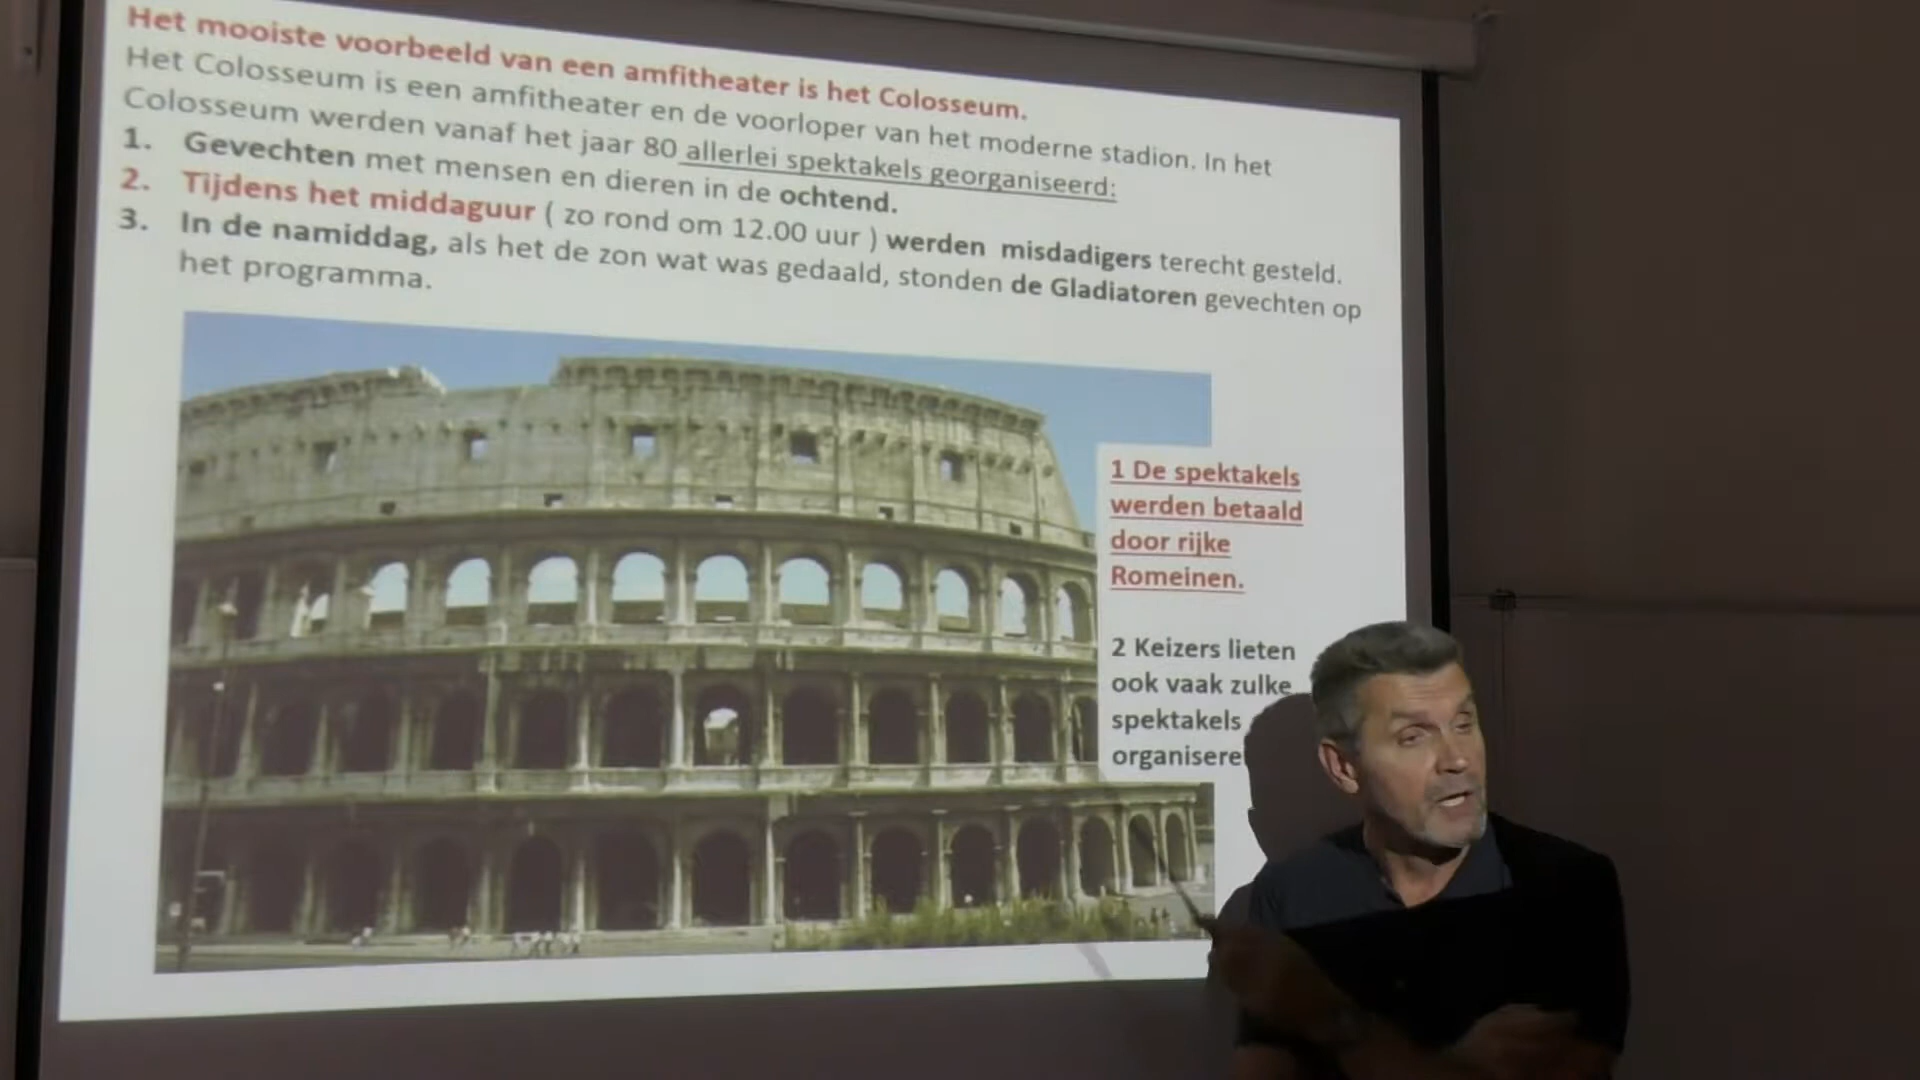 Het mooiste voorbeeld van een amfitheater is het Colosseum.
Het Colosseum is een amfitheater en de voorloper van het moderne stadion. In het
Colosseum werden vanaf het jaar 80 allerlei spektakels georganiseerd:
1. Gevechten met mensen en dieren in de ochtend.
2. Tijdens het middaguur ( zo rond om 12.00 uur ) werden misdadigers terecht gesteld.
3. In de namiddag, als het de zon wat was gedaald, stonden de Gladiatoren gevechten op
het programma.
1 De spektakels
werden betaald
door rijke
Romeinen.
2 Keizers lieten
ook vaak zulke
spektakels
organisere